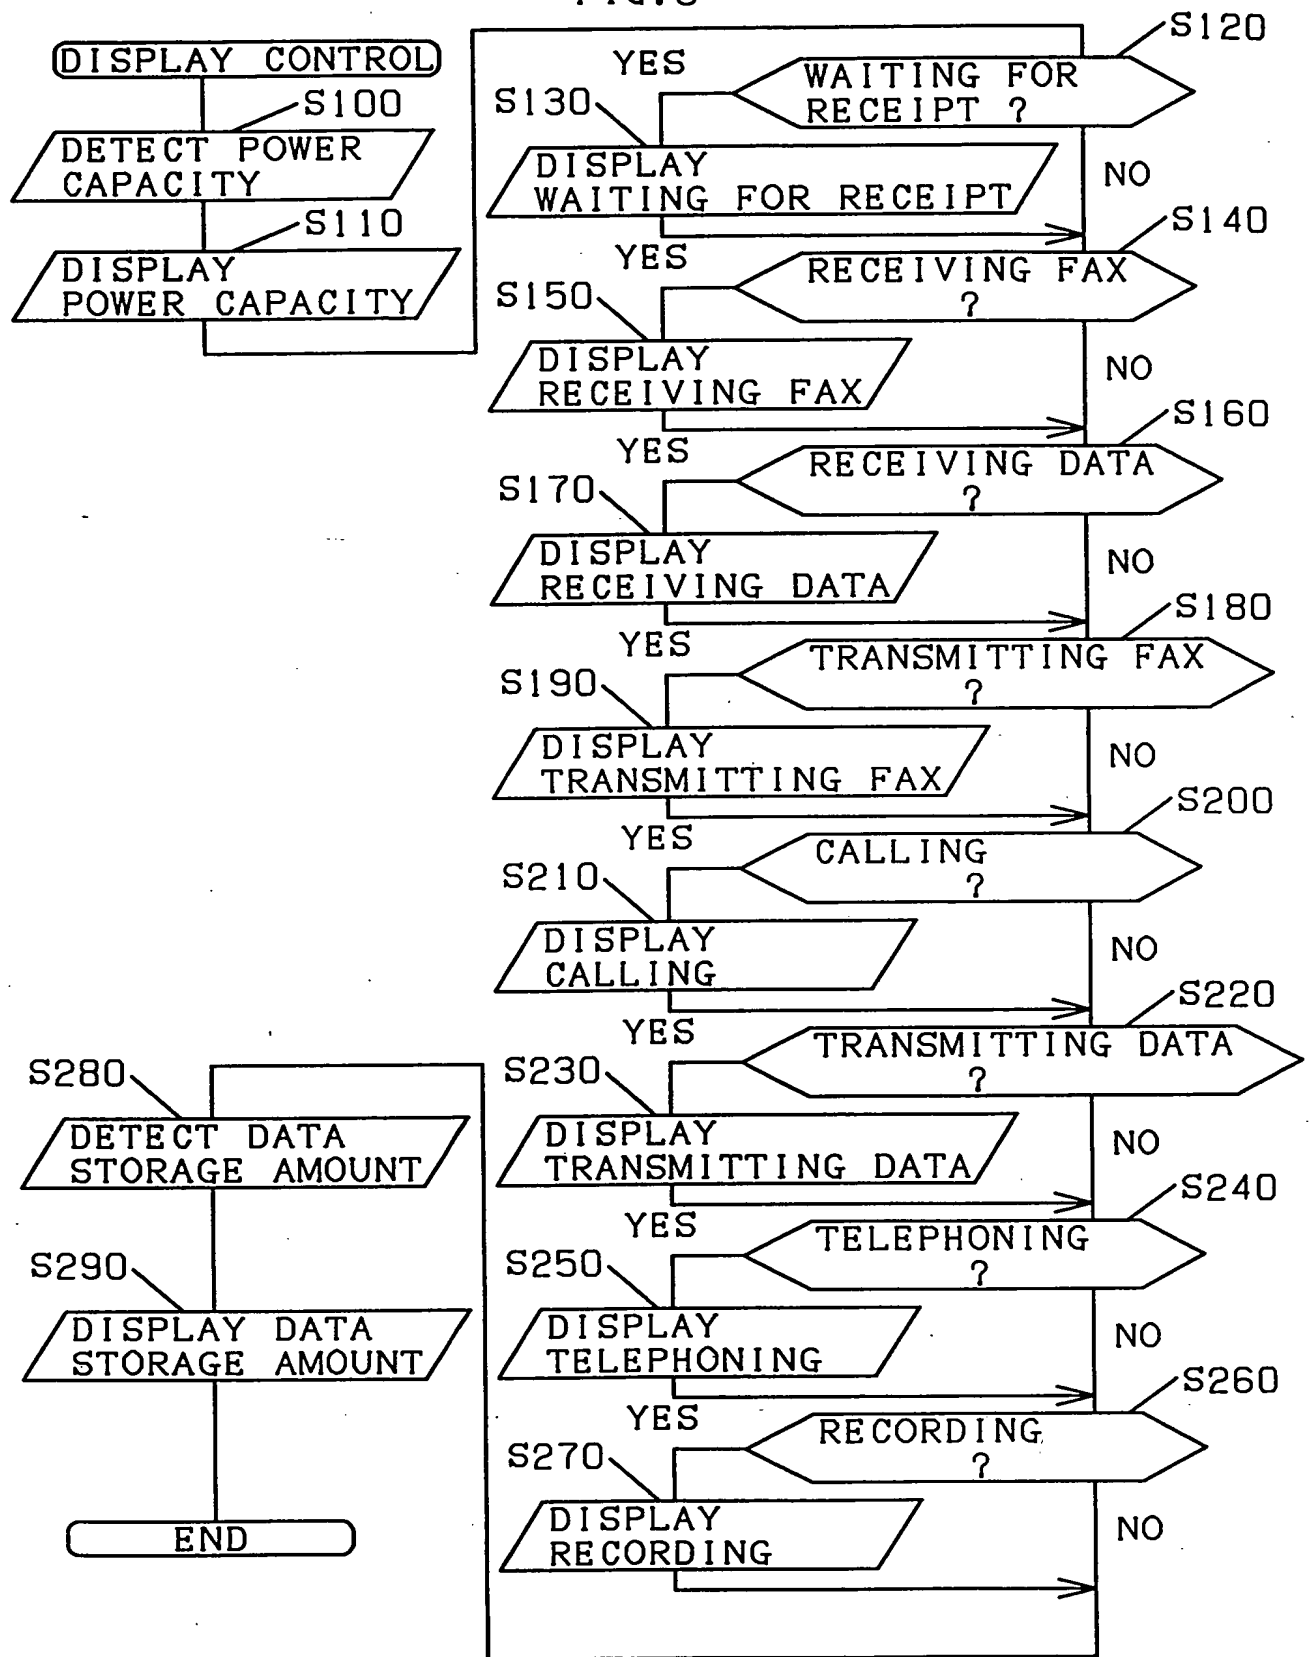 DISPLAY CONTROL
S100
DETECT POWER
CAPACITY
S110
DISPLAY
POWER CAPACITY
S120
WAITING FOR
RECEIPT ?
YES
NO
S130
DISPLAY
WAITING FOR RECEIPT
S140
RECEIVING FAX
?
YES
NO
S150
DISPLAY
RECEIVING FAX
S160
RECEIVING DATA
?
YES
NO
S170
DISPLAY
RECEIVING DATA
S180
TRANSMITTING FAX
?
YES
NO
S190
DISPLAY
TRANSMITTING FAX
S200
CALLING
?
YES
NO
S210
DISPLAY
CALLING
S220
TRANSMITTING DATA
?
YES
NO
S230
DISPLAY
TRANSMITTING DATA
S240
TELEPHONING
?
YES
NO
S250
DISPLAY
TELEPHONING
S260
RECORDING
?
YES
NO
S270
DISPLAY
RECORDING
S280
DETECT DATA
STORAGE AMOUNT
S290
DISPLAY DATA
STORAGE AMOUNT
END